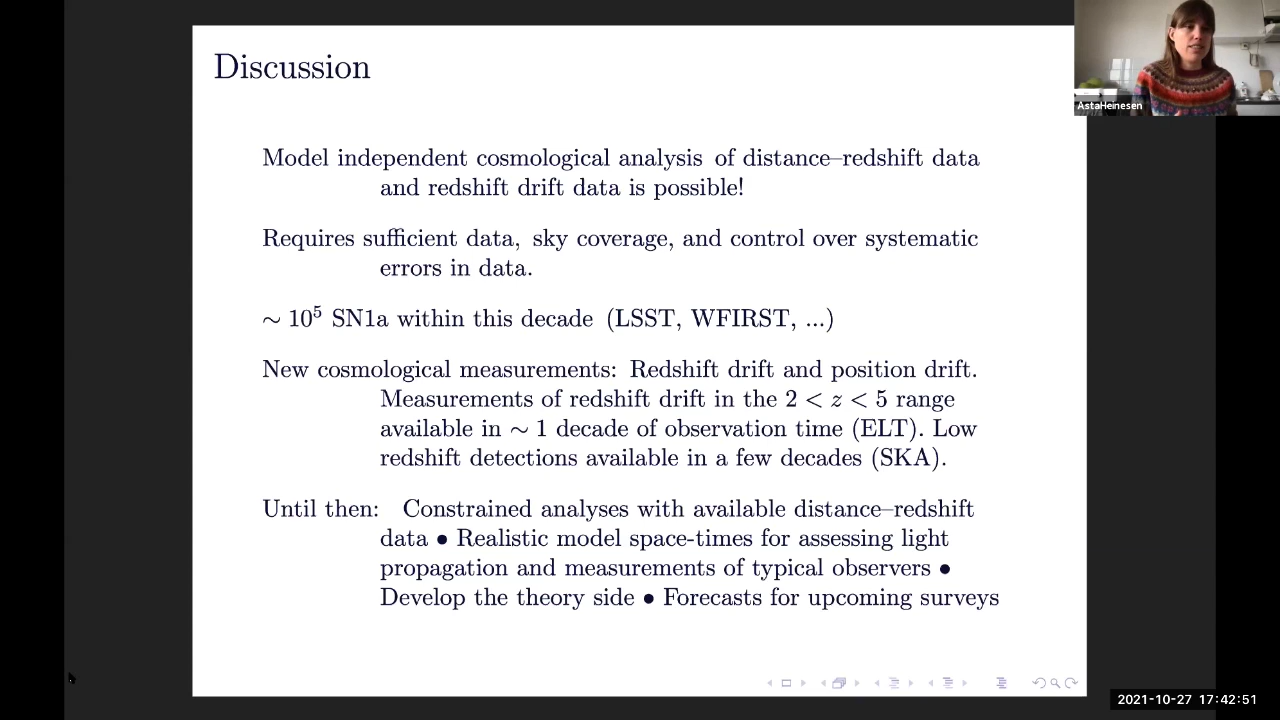 Discussion
AstaHeinesen
Model independent cosmological analysis of distance–redshift data
and redshift drift data is possible!
Requires sufficient data, sky coverage, and control over systematic
errors in data.
∼ 10⁵ SN1a within this decade (LSST, WFIRST, ...)
New cosmological measurements: Redshift drift and position drift.
Measurements of redshift drift in the 2 < z < 5 range
available in ∼ 1 decade of observation time (ELT). Low
redshift detections available in a few decades (SKA).
Until then: Constrained analyses with available distance–redshift
data • Realistic model space-times for assessing light
propagation and measurements of typical observers •
Develop the theory side • Forecasts for upcoming surveys
2021-10-27 17:42:51